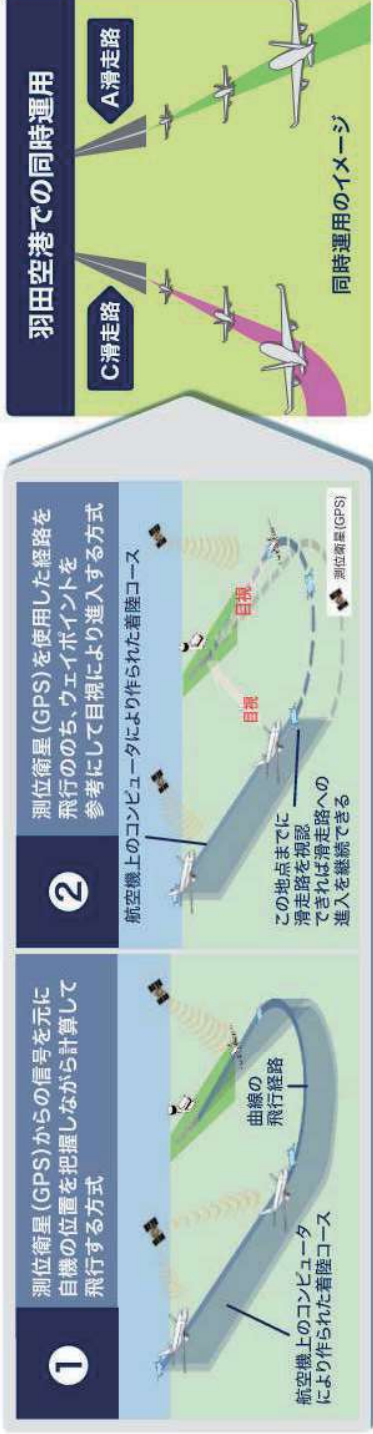 ①
測位衛星(GPS)からの信号を元に
自機の位置を把握しながら計算して
飛行する方式
曲線の
飛行経路
航空機上のコンピュータ
により作られた着陸コース
②
測位衛星(GPS)を使用した経路を
飛行ののち、ウェイポイントを
参考にして目視により進入する方式
航空機上のコンピュータにより作られた着陸コース
目視
目視
この地点までに
滑走路を視認
できれば滑走路への
進入を継続できる
測位衛星(GPS)
羽田空港での同時運用
C滑走路
A滑走路
同時運用のイメージ